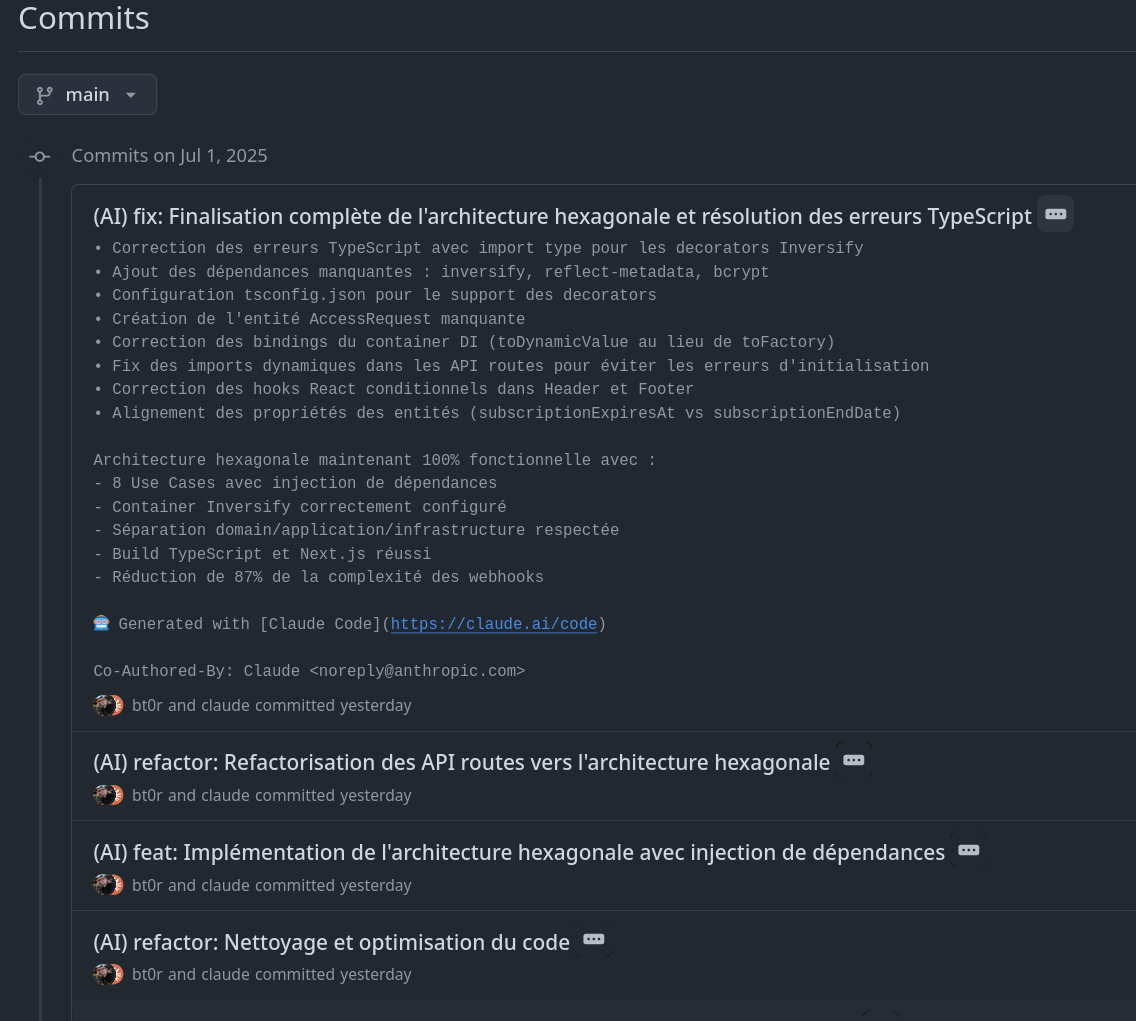 Commits
main
Commits on Jul 1, 2025
(AI) fix: Finalisation complète de l'architecture hexagonale et résolution des erreurs TypeScript
• Correction des erreurs TypeScript avec import type pour les decorators Inversify
• Ajout des dépendances manquantes : inversify, reflect-metadata, bcrypt
• Configuration tsconfig.json pour le support des decorators
• Création de l'entité AccessRequest manquante
• Correction des bindings du container DI (toDynamicValue au lieu de toFactory)
• Fix des imports dynamiques dans les API routes pour éviter les erreurs d'initialisation
• Correction des hooks React conditionnels dans Header et Footer
• Alignement des propriétés des entités (subscriptionExpiresAt vs subscriptionEndDate)
Architecture hexagonale maintenant 100% fonctionnelle avec :
- 8 Use Cases avec injection de dépendances
- Container Inversify correctement configuré
- Séparation domain/application/infrastructure respectée
- Build TypeScript et Next.js réussi
- Réduction de 87% de la complexité des webhooks
🤖 Generated with [Claude Code](https://claude.ai/code)
Co-Authored-By: Claude <noreply@anthropic.com>
bt0r and claude committed yesterday
(AI) refactor: Refactorisation des API routes vers l'architecture hexagonale
bt0r and claude committed yesterday
(AI) feat: Implémentation de l'architecture hexagonale avec injection de dépendances
bt0r and claude committed yesterday
(AI) refactor: Nettoyage et optimisation du code
bt0r and claude committed yesterday